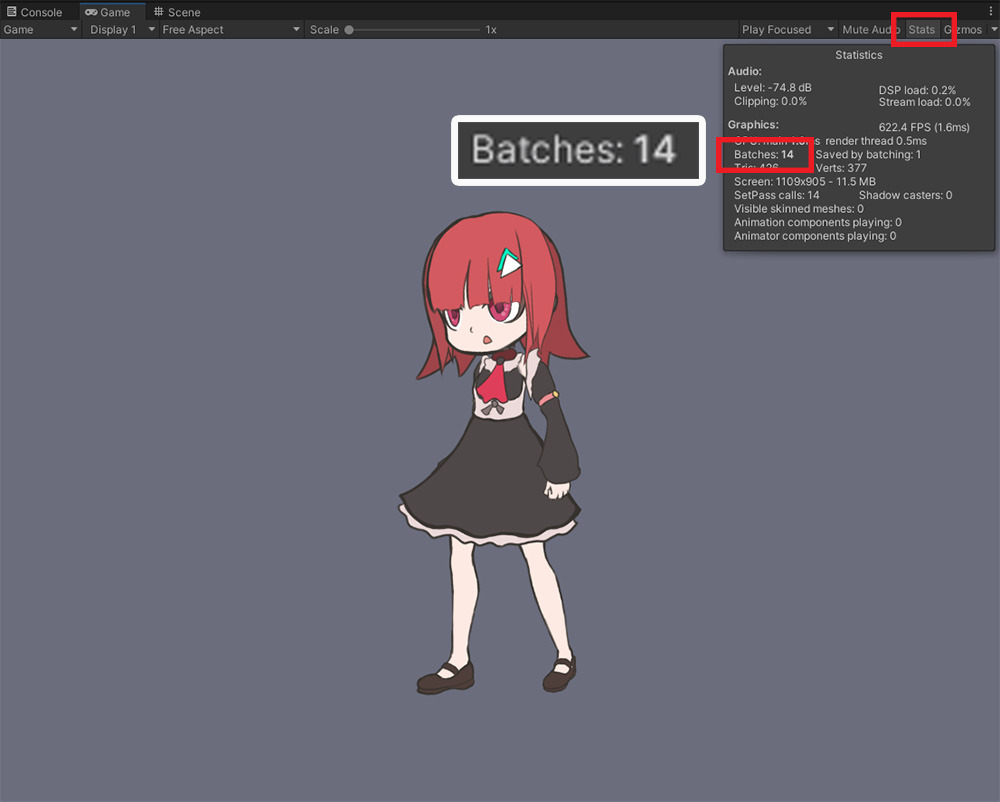 Console Game Scene
Game Display 1 Free Aspect Scale 1x Play Focused Mute Audio Stats Gizmos
Statistics
Audio:
Level: -74.8 dB DSP load: 0.2%
Clipping: 0.0% Stream load: 0.0%
Batches: 14
Graphics: 622.4 FPS (1.6ms)
CPU: main render thread 0.5ms
Batches: 14 Saved by batching: 1
Tris: 426 Verts: 377
Screen: 1109x905 - 11.5 MB
SetPass calls: 14 Shadow casters: 0
Visible skinned meshes: 0
Animation components playing: 0
Animator components playing: 0